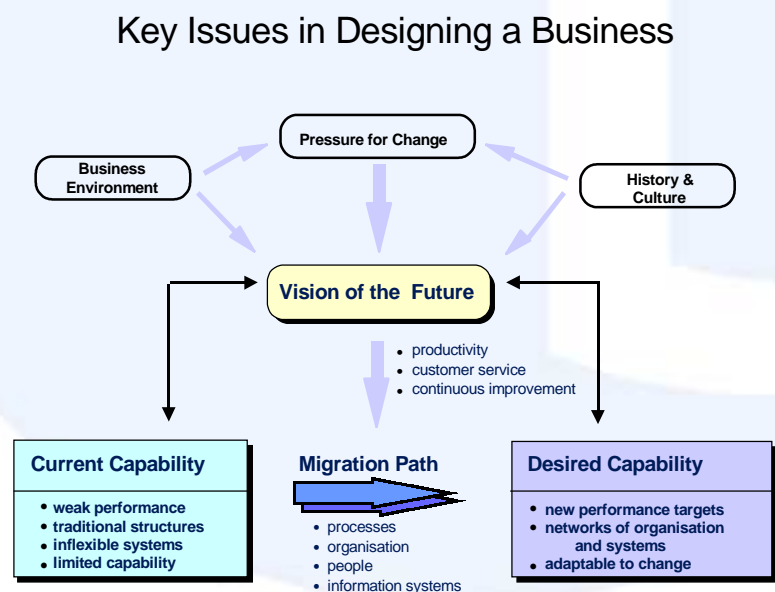 Key Issues in Designing a Business
Pressure for Change
Business
Environment
History &
Culture
Vision of the Future
• productivity
• customer service
• continuous improvement
Current Capability
• weak performance
• traditional structures
• inflexible systems
• limited capability
Migration Path
• processes
• organisation
• people
• information systems
Desired Capability
• new performance targets
• networks of organisation
and systems
• adaptable to change